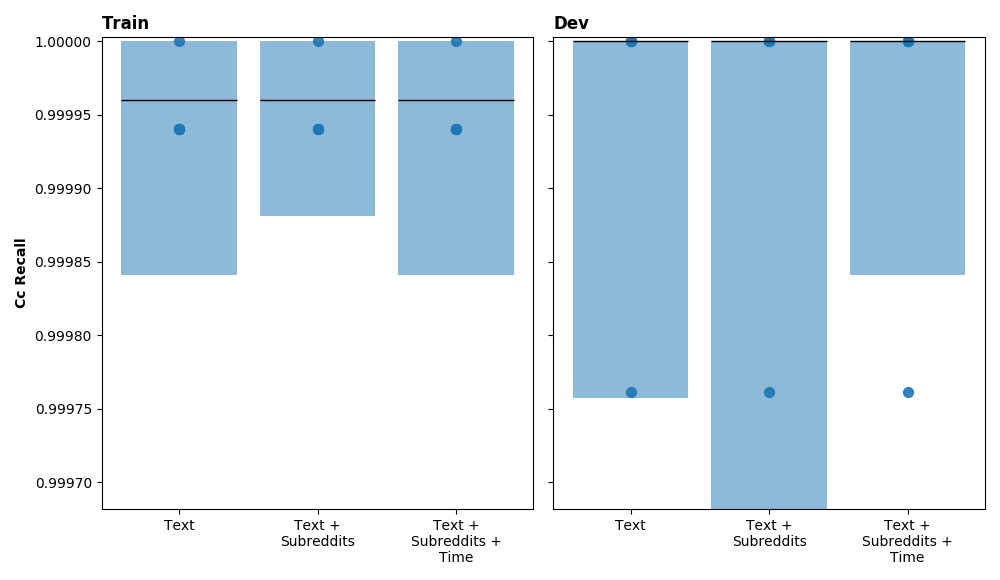 Train
Dev
Cc Recall
1.00000
0.99995
0.99990
0.99985
0.99980
0.99975
0.99970
Text
Text +
Subreddits
Text +
Subreddits +
Time
Text
Text +
Subreddits
Text +
Subreddits +
Time